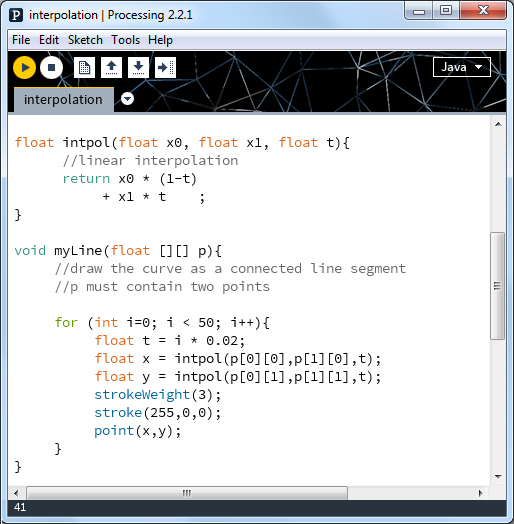 interpolation | Processing 2.2.1
File Edit Sketch Tools Help
Java
interpolation
float intpol(float x0, float x1, float t){
//linear interpolation
return x0 * (1-t)
+ x1 * t    ;
}
void myLine(float [][] p){
//draw the curve as a connected line segment
//p must contain two points
for (int i=0; i < 50; i++){
float t = i * 0.02;
float x = intpol(p[0][0],p[1][0],t);
float y = intpol(p[0][1],p[1][1],t);
strokeWeight(3);
stroke(255,0,0);
point(x,y);
}
}
41